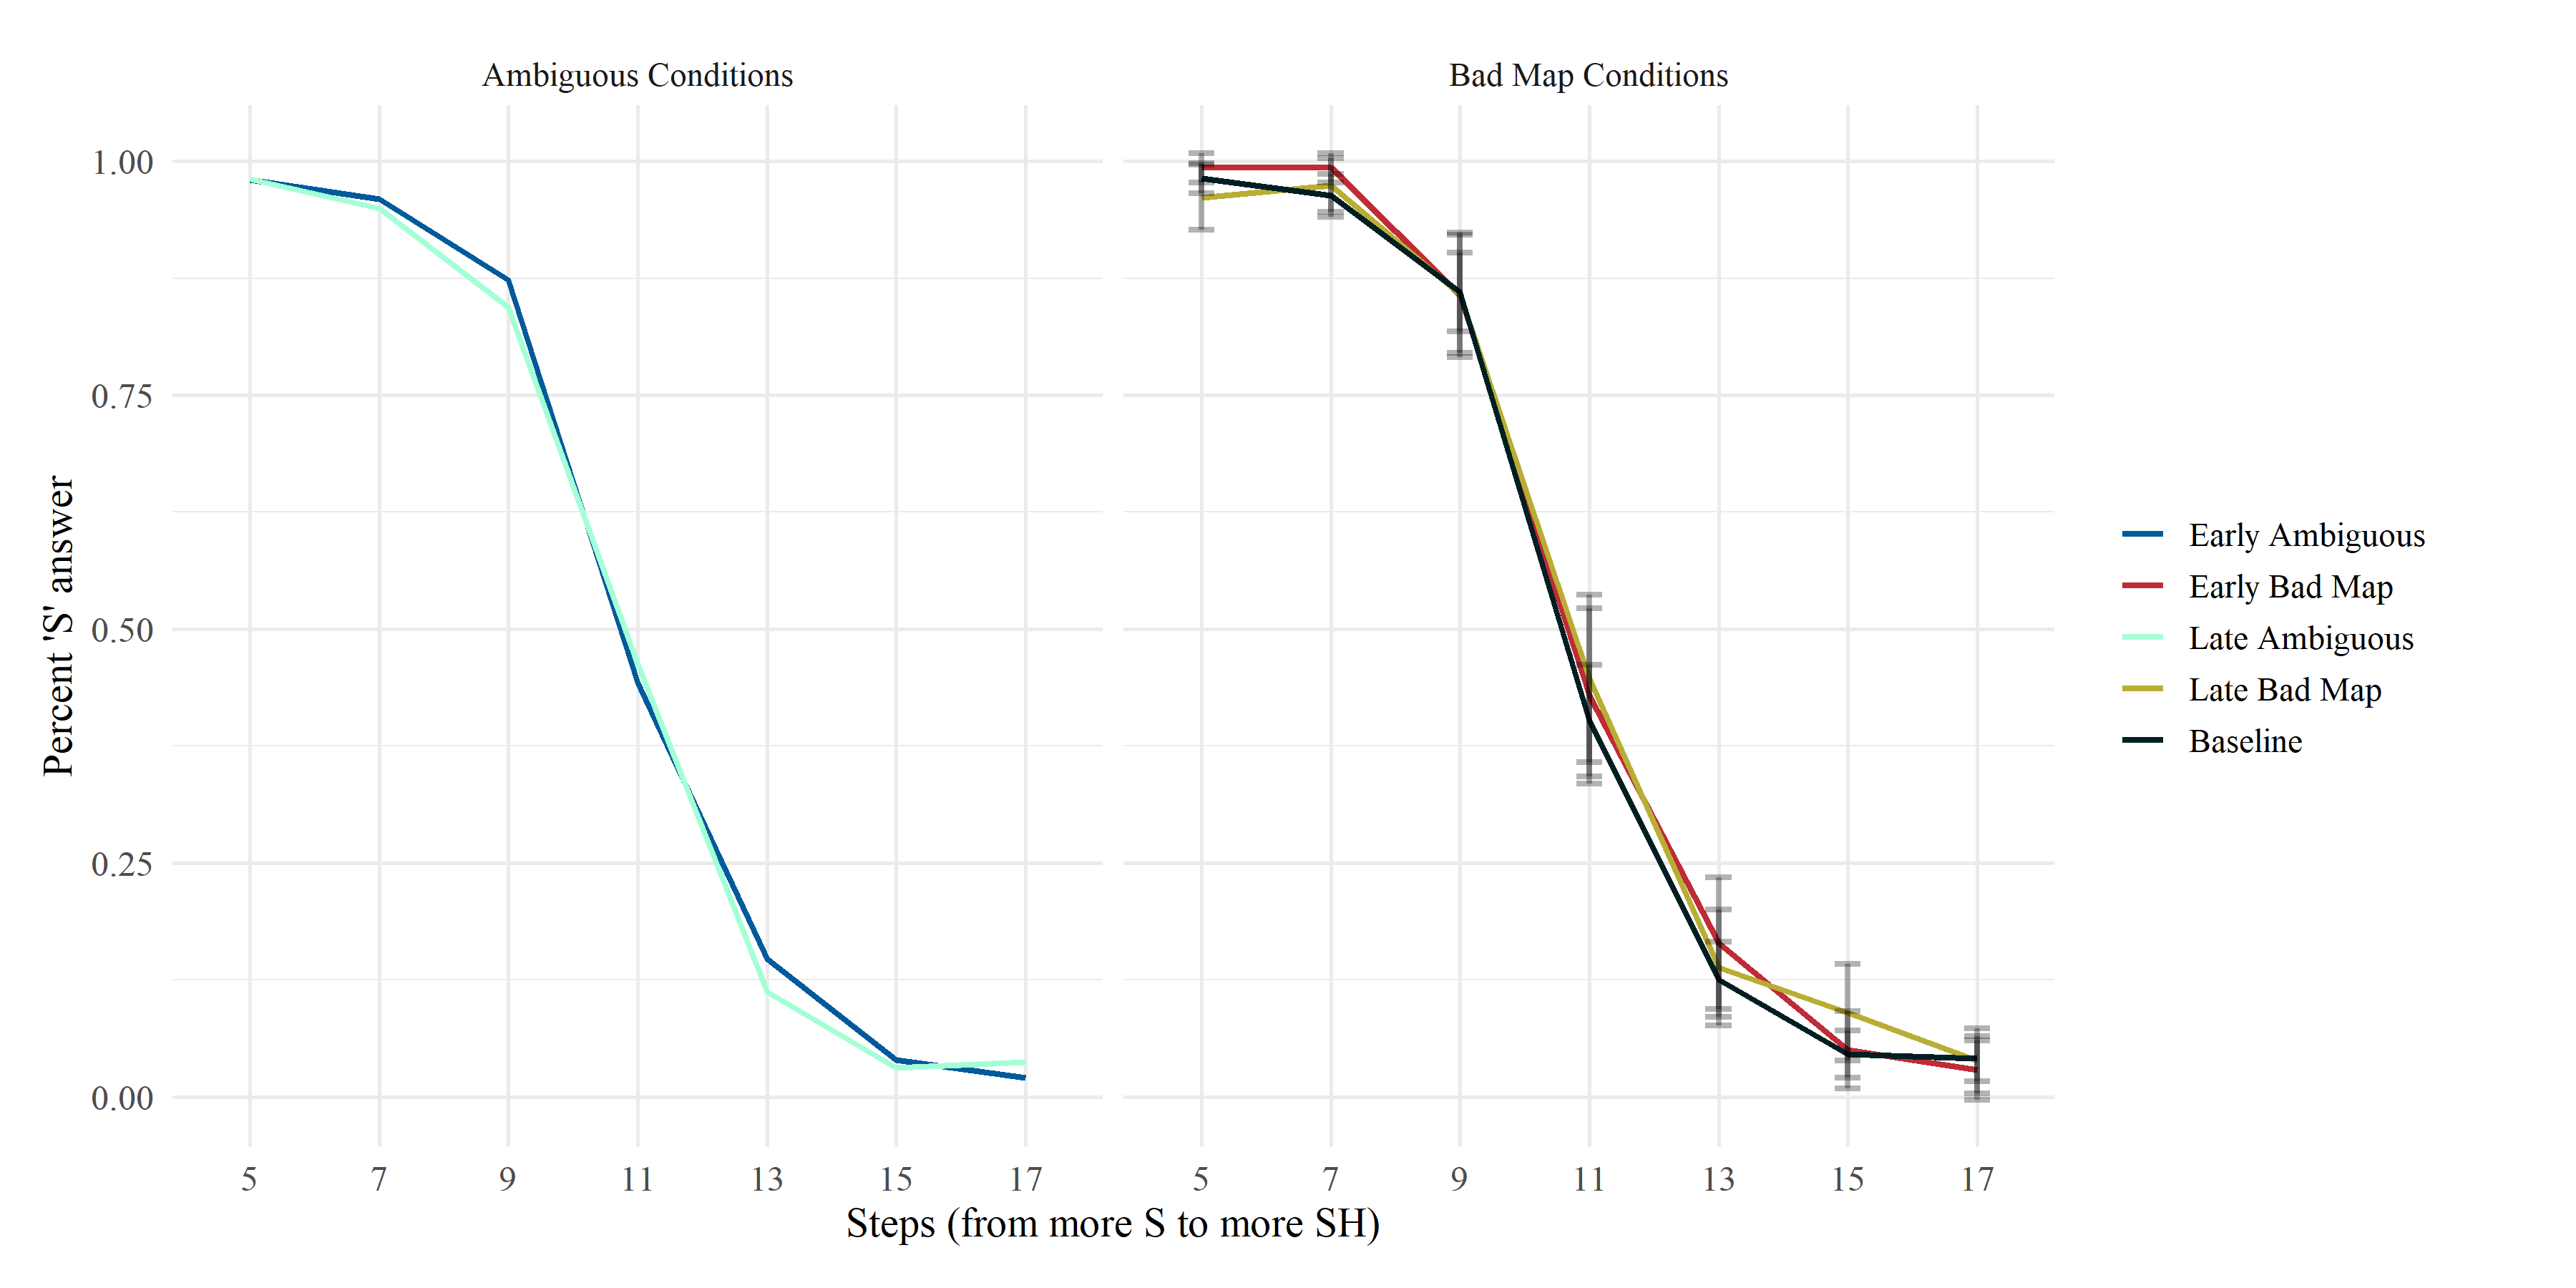 Ambiguous Conditions
Bad Map Conditions
1.00
0.75
0.50
0.25
0.00
Percent 'S' answer
5 7 9 11 13 15 17
5 7 9 11 13 15 17
Steps (from more S to more SH)
Early Ambiguous
Early Bad Map
Late Ambiguous
Late Bad Map
Baseline